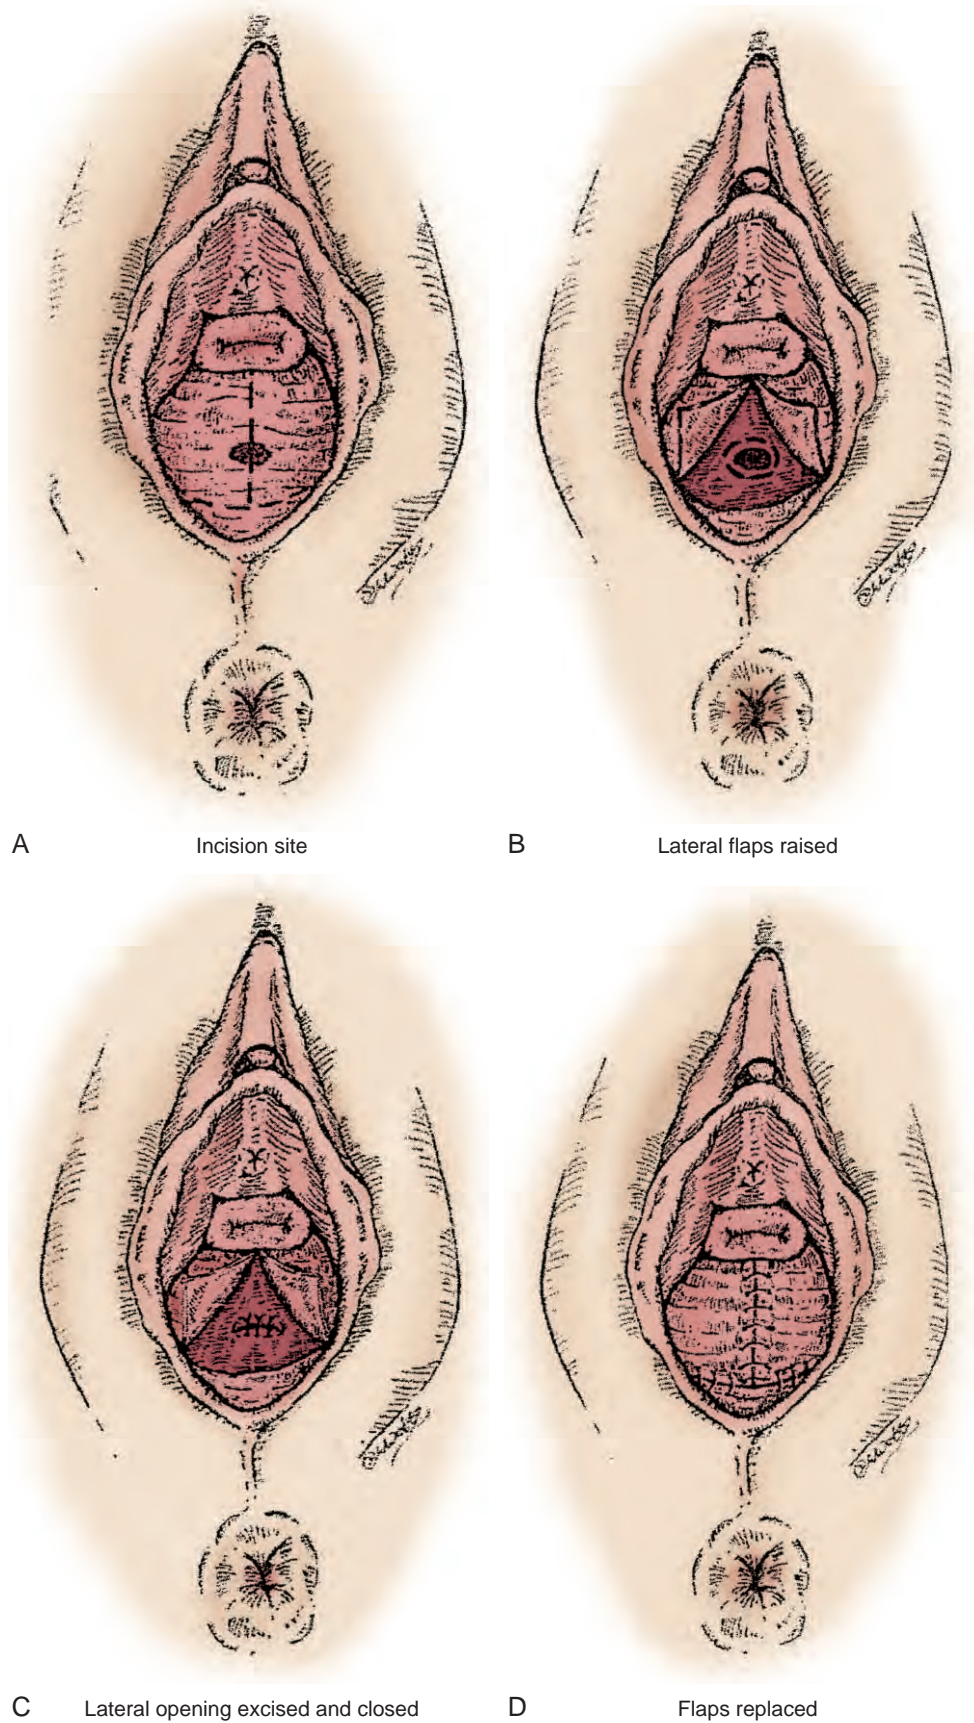 A Incision site
B Lateral flaps raised
C Lateral opening excised and closed
D Flaps replaced